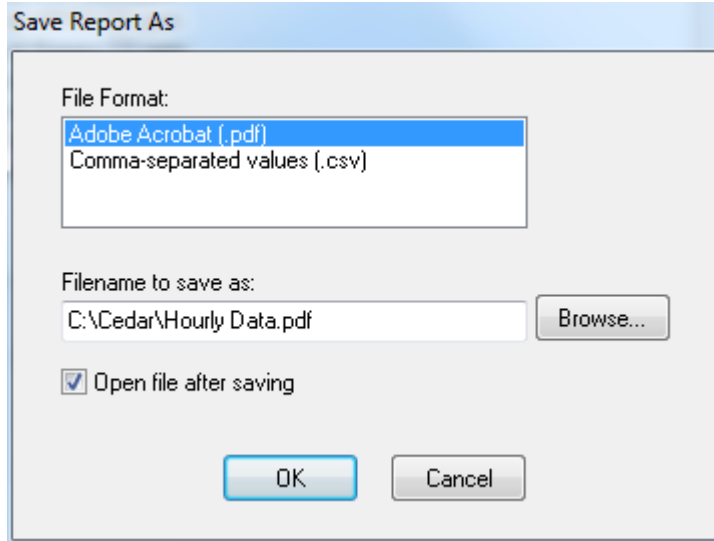 Save Report As
File Format:
Adobe Acrobat (.pdf)
Comma-separated values (.csv)
Filename to save as:
C:\Cedar\Hourly Data.pdf
Browse...
Open file after saving
OK
Cancel